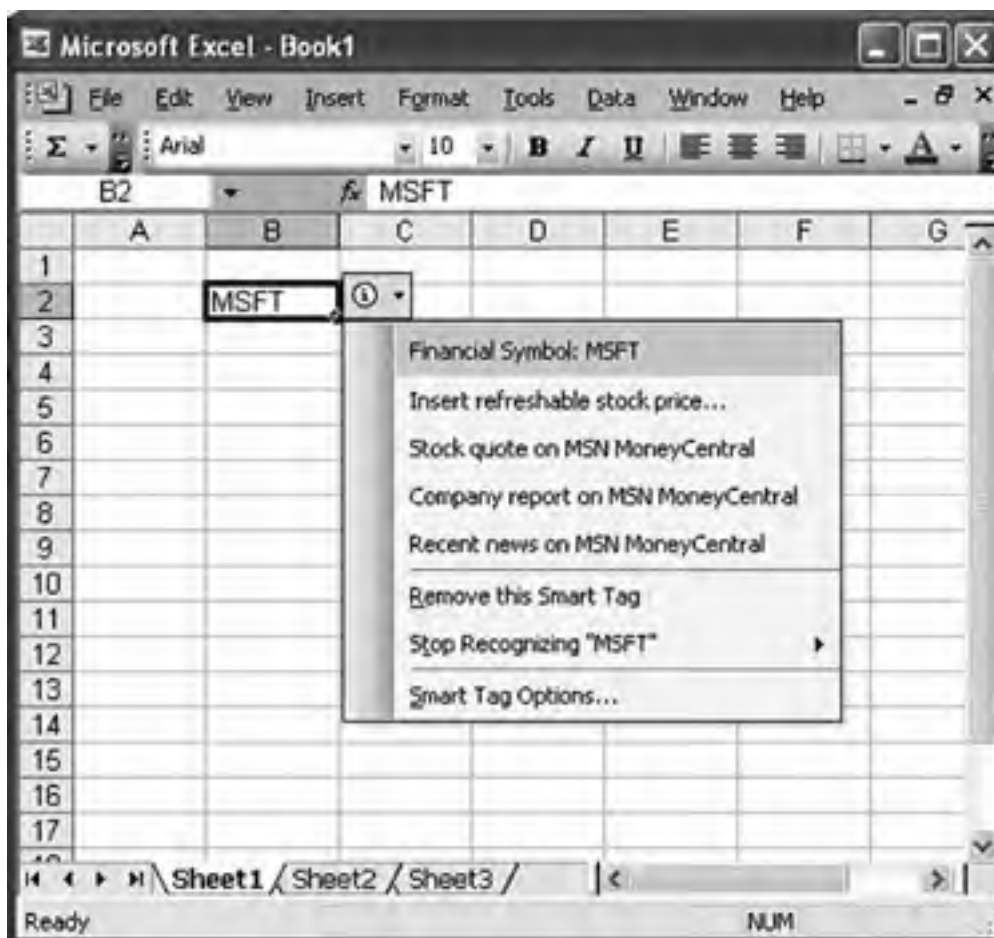 Microsoft Excel - Book1
File Edit View Insert Format Tools Data Window Help
Σ Arial 10 B I U A
B2 fx MSFT
A B C D E F G
1
2 MSFT
3
Financial Symbol: MSFT
4
5 Insert refreshable stock price...
6 Stock quote on MSN MoneyCentral
7
8 Company report on MSN MoneyCentral
9 Recent news on MSN MoneyCentral
10 Remove this Smart Tag
11
12 Stop Recognizing "MSFT"
13 Smart Tag Options...
14
15
16
17
Sheet1 Sheet2 Sheet3
Ready NUM